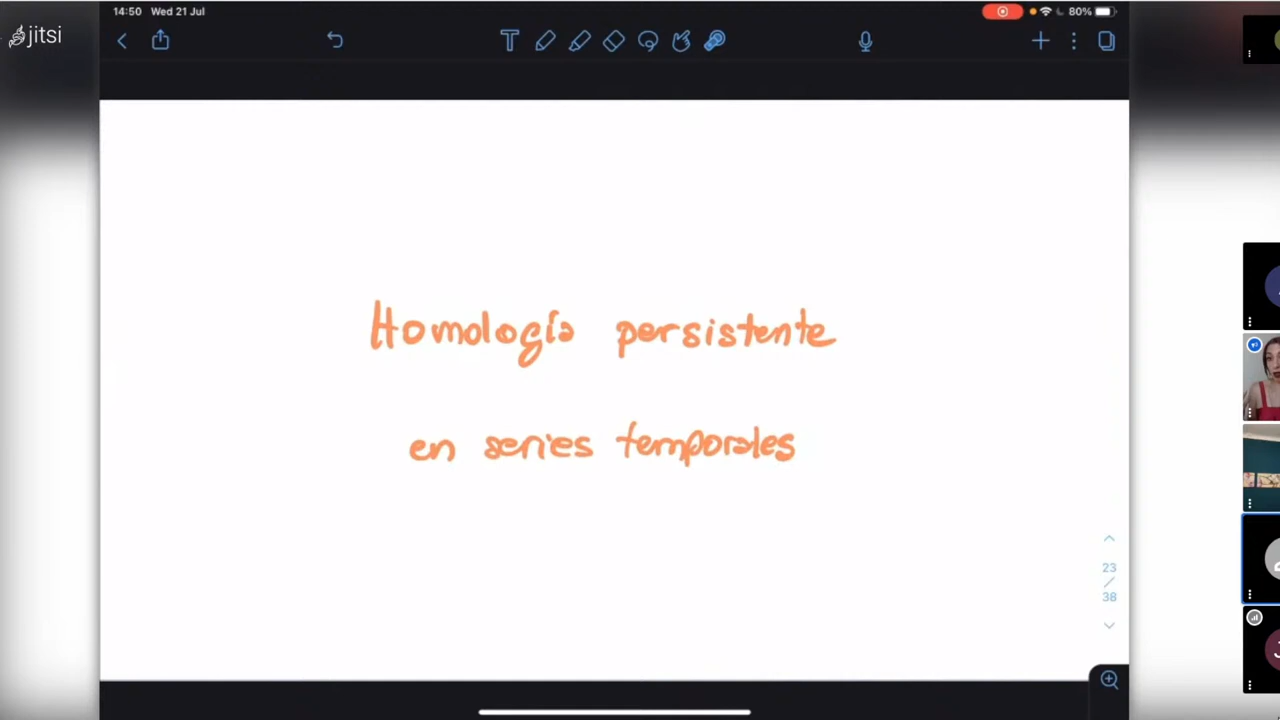 14:50 Wed 21 Jul
80%
jitsi
T
Homología persistente
en series temporales
23
/
38